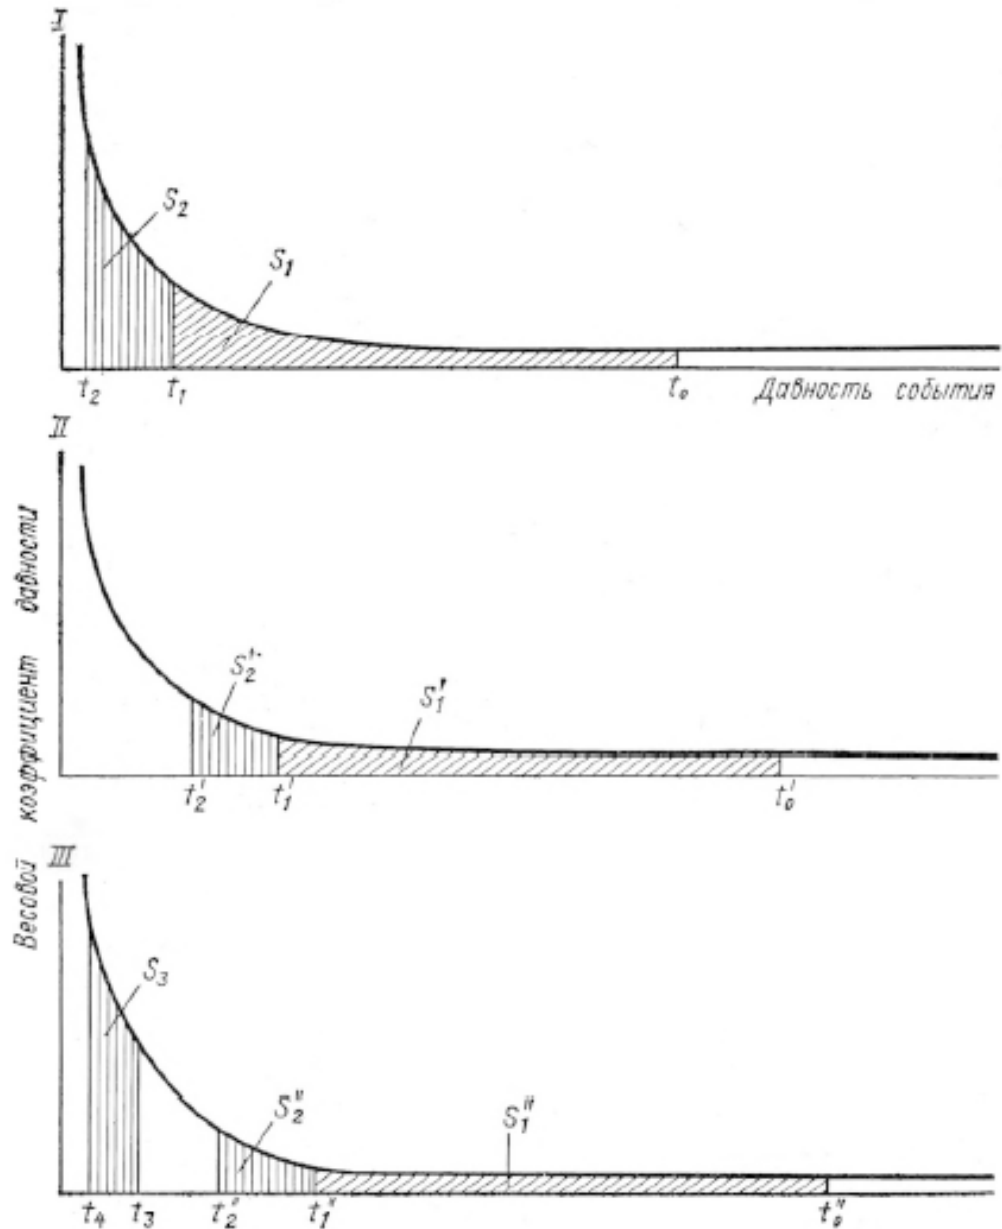 I
S₂
S₁
t₂ t₁ t₀ Давность события
II
S₂'
S₁'
t₂' t₁' t₀'
Весовой коэффициент давности
III
S₃
S₂"
S₁"
t₄ t₃ t₂" t₁" t₀"